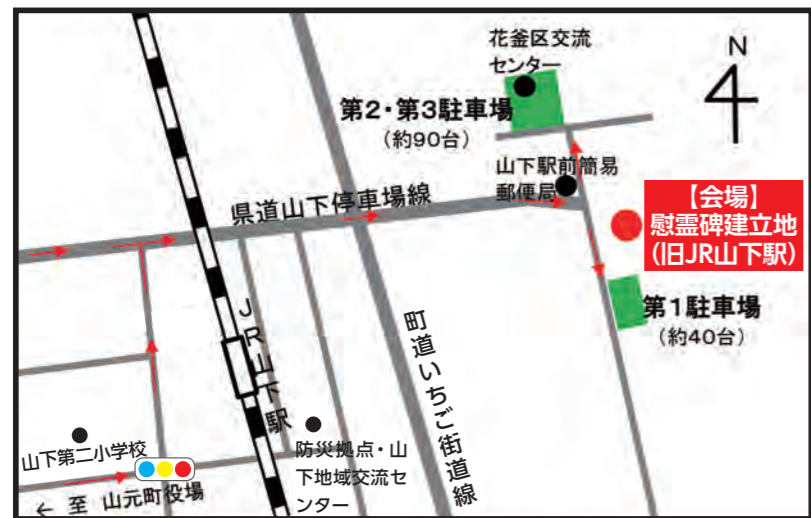 花釜区交流
センター
N
第2・第3駐車場
（約90台）
山下駅前簡易
郵便局
【会場】
慰霊碑建立地
（旧JR山下駅）
県道山下停車場線
第1駐車場
（約40台）
JR山下駅
町道いちご街道線
山下第二小学校
防災拠点・山
下地域交流セ
ンター
← 至 山元町役場